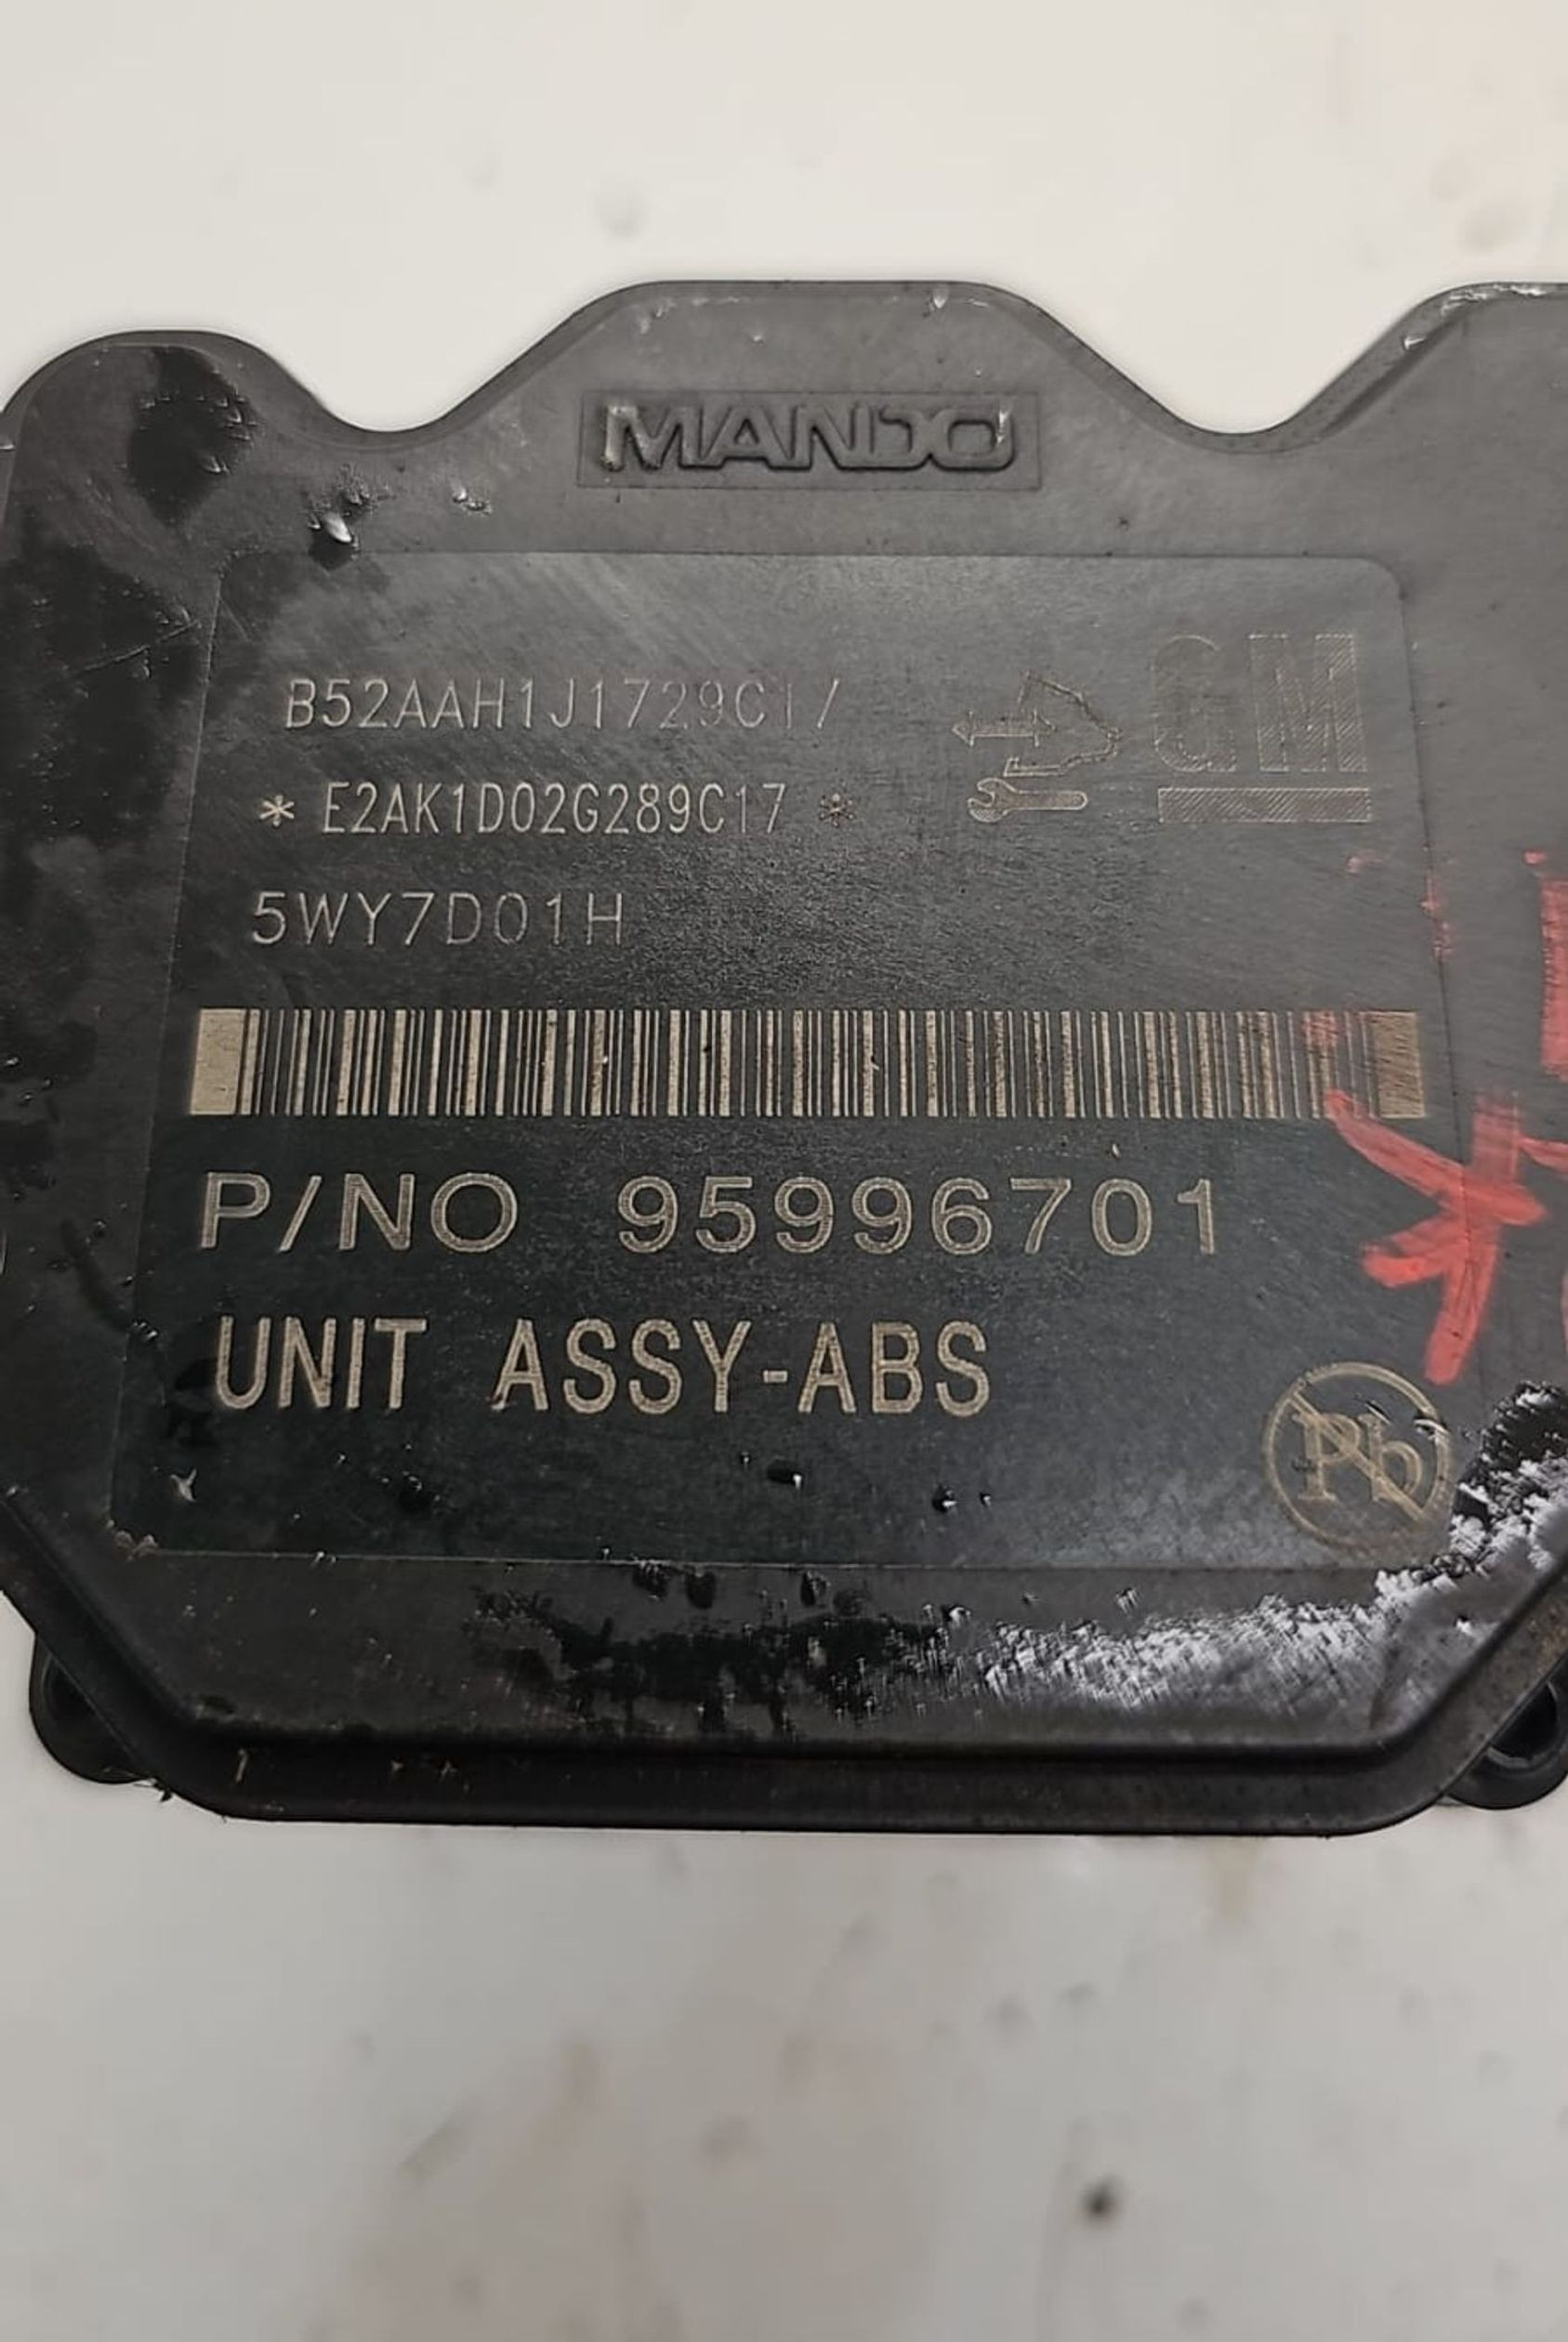 MANDO
B52AAH1J1729C17
GM
* E2AK1D02G289C17 *
5WY7D01H
P/NO 95996701
UNIT ASSY-ABS
Pb